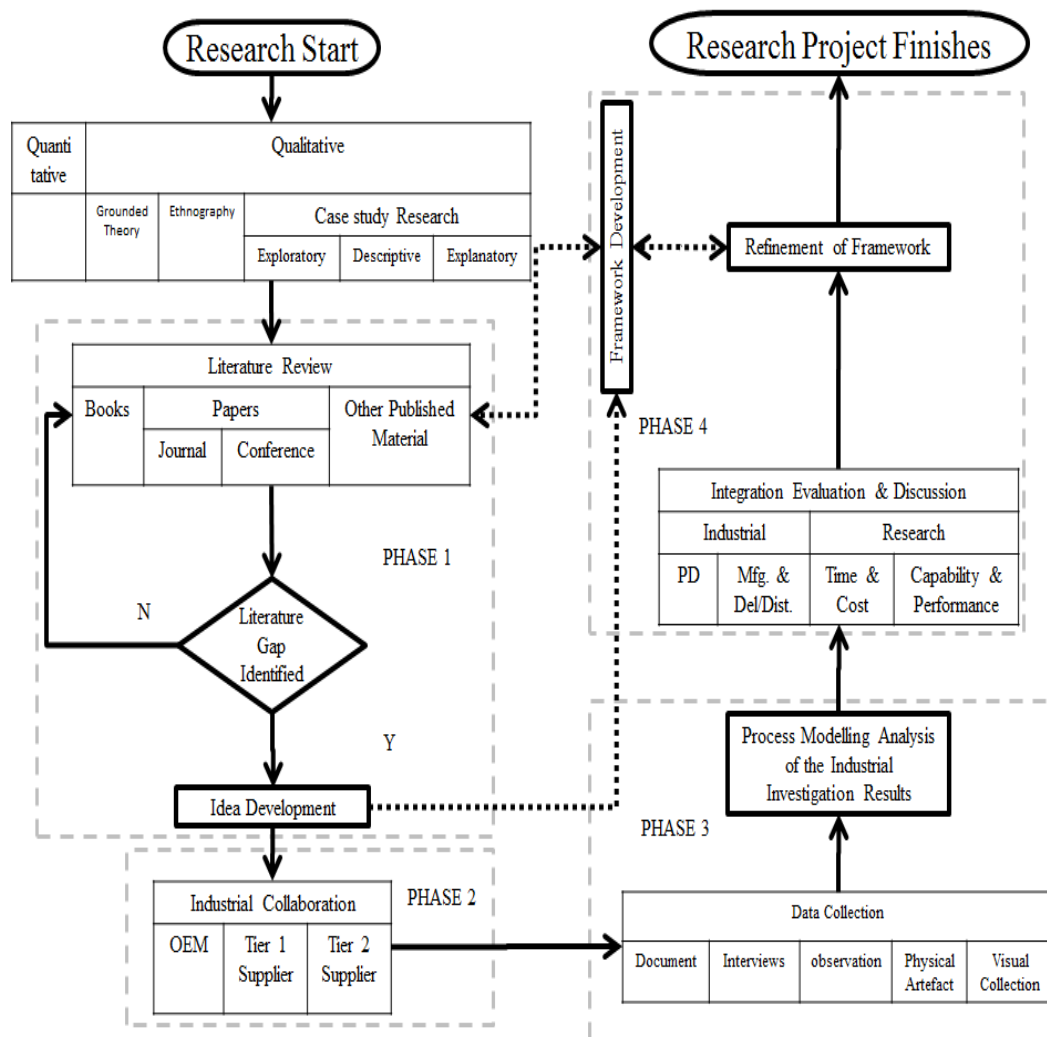 Research Start
Quanti
tative
Qualitative
Grounded
Theory
Ethnography
Case study Research
Exploratory
Descriptive
Explanatory
Literature Review
Books
Papers
Journal
Conference
Other Published
Material
PHASE 1
N
Literature
Gap
Identified
Y
Idea Development
PHASE 2
Industrial Collaboration
OEM
Tier 1
Supplier
Tier 2
Supplier
Research Project Finishes
Framework Development
Refinement of Framework
PHASE 4
Integration Evaluation & Discussion
Industrial
Research
PD
Mfg. &
Del/Dist.
Time &
Cost
Capability &
Performance
Process Modelling Analysis
of the Industrial
Investigation Results
PHASE 3
Data Collection
Document
Interviews
observation
Physical
Artefact
Visual
Collection